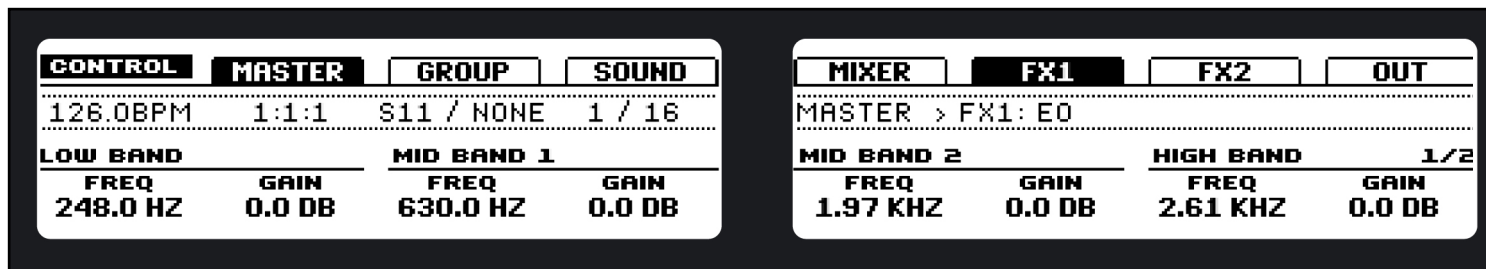 CONTROL MASTER GROUP SOUND
126.0BPM 1:1:1 S11 / NONE 1 / 16
LOW BAND MID BAND 1
FREQ GAIN FREQ GAIN
248.0 HZ 0.0 DB 630.0 HZ 0.0 DB
MIXER FX1 FX2 OUT
MASTER > FX1: EQ
MID BAND 2 HIGH BAND 1/2
FREQ GAIN FREQ GAIN
1.97 KHZ 0.0 DB 2.61 KHZ 0.0 DB